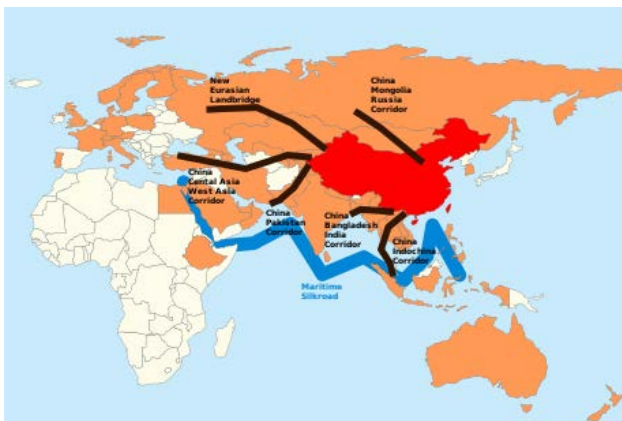 New
Eurasian
Landbridge
China
Mongolia
Russia
Corridor
China
Cental Asia
West Asia
Corridor
China
Pakistan
Corridor
China
Bangladesh
India
Corridor
China
Indochina
Corridor
Maritime
Silkroad